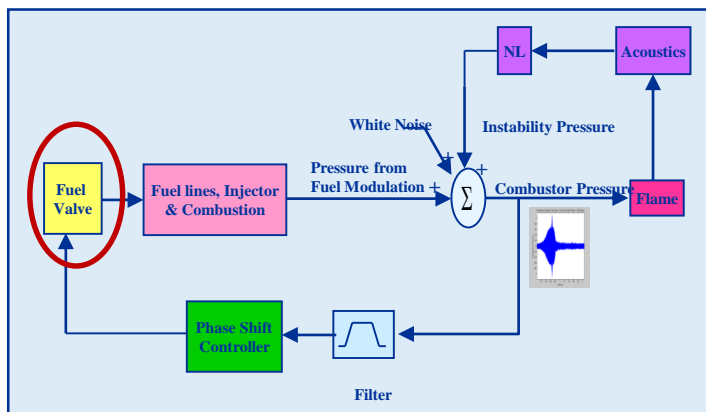 NL
Acoustics
White Noise
Instability Pressure
+
+
Pressure from
Fuel Modulation +
Σ
Combustor Pressure
Flame
Fuel
Valve
Fuel lines, Injector
& Combustion
Phase Shift
Controller
Filter